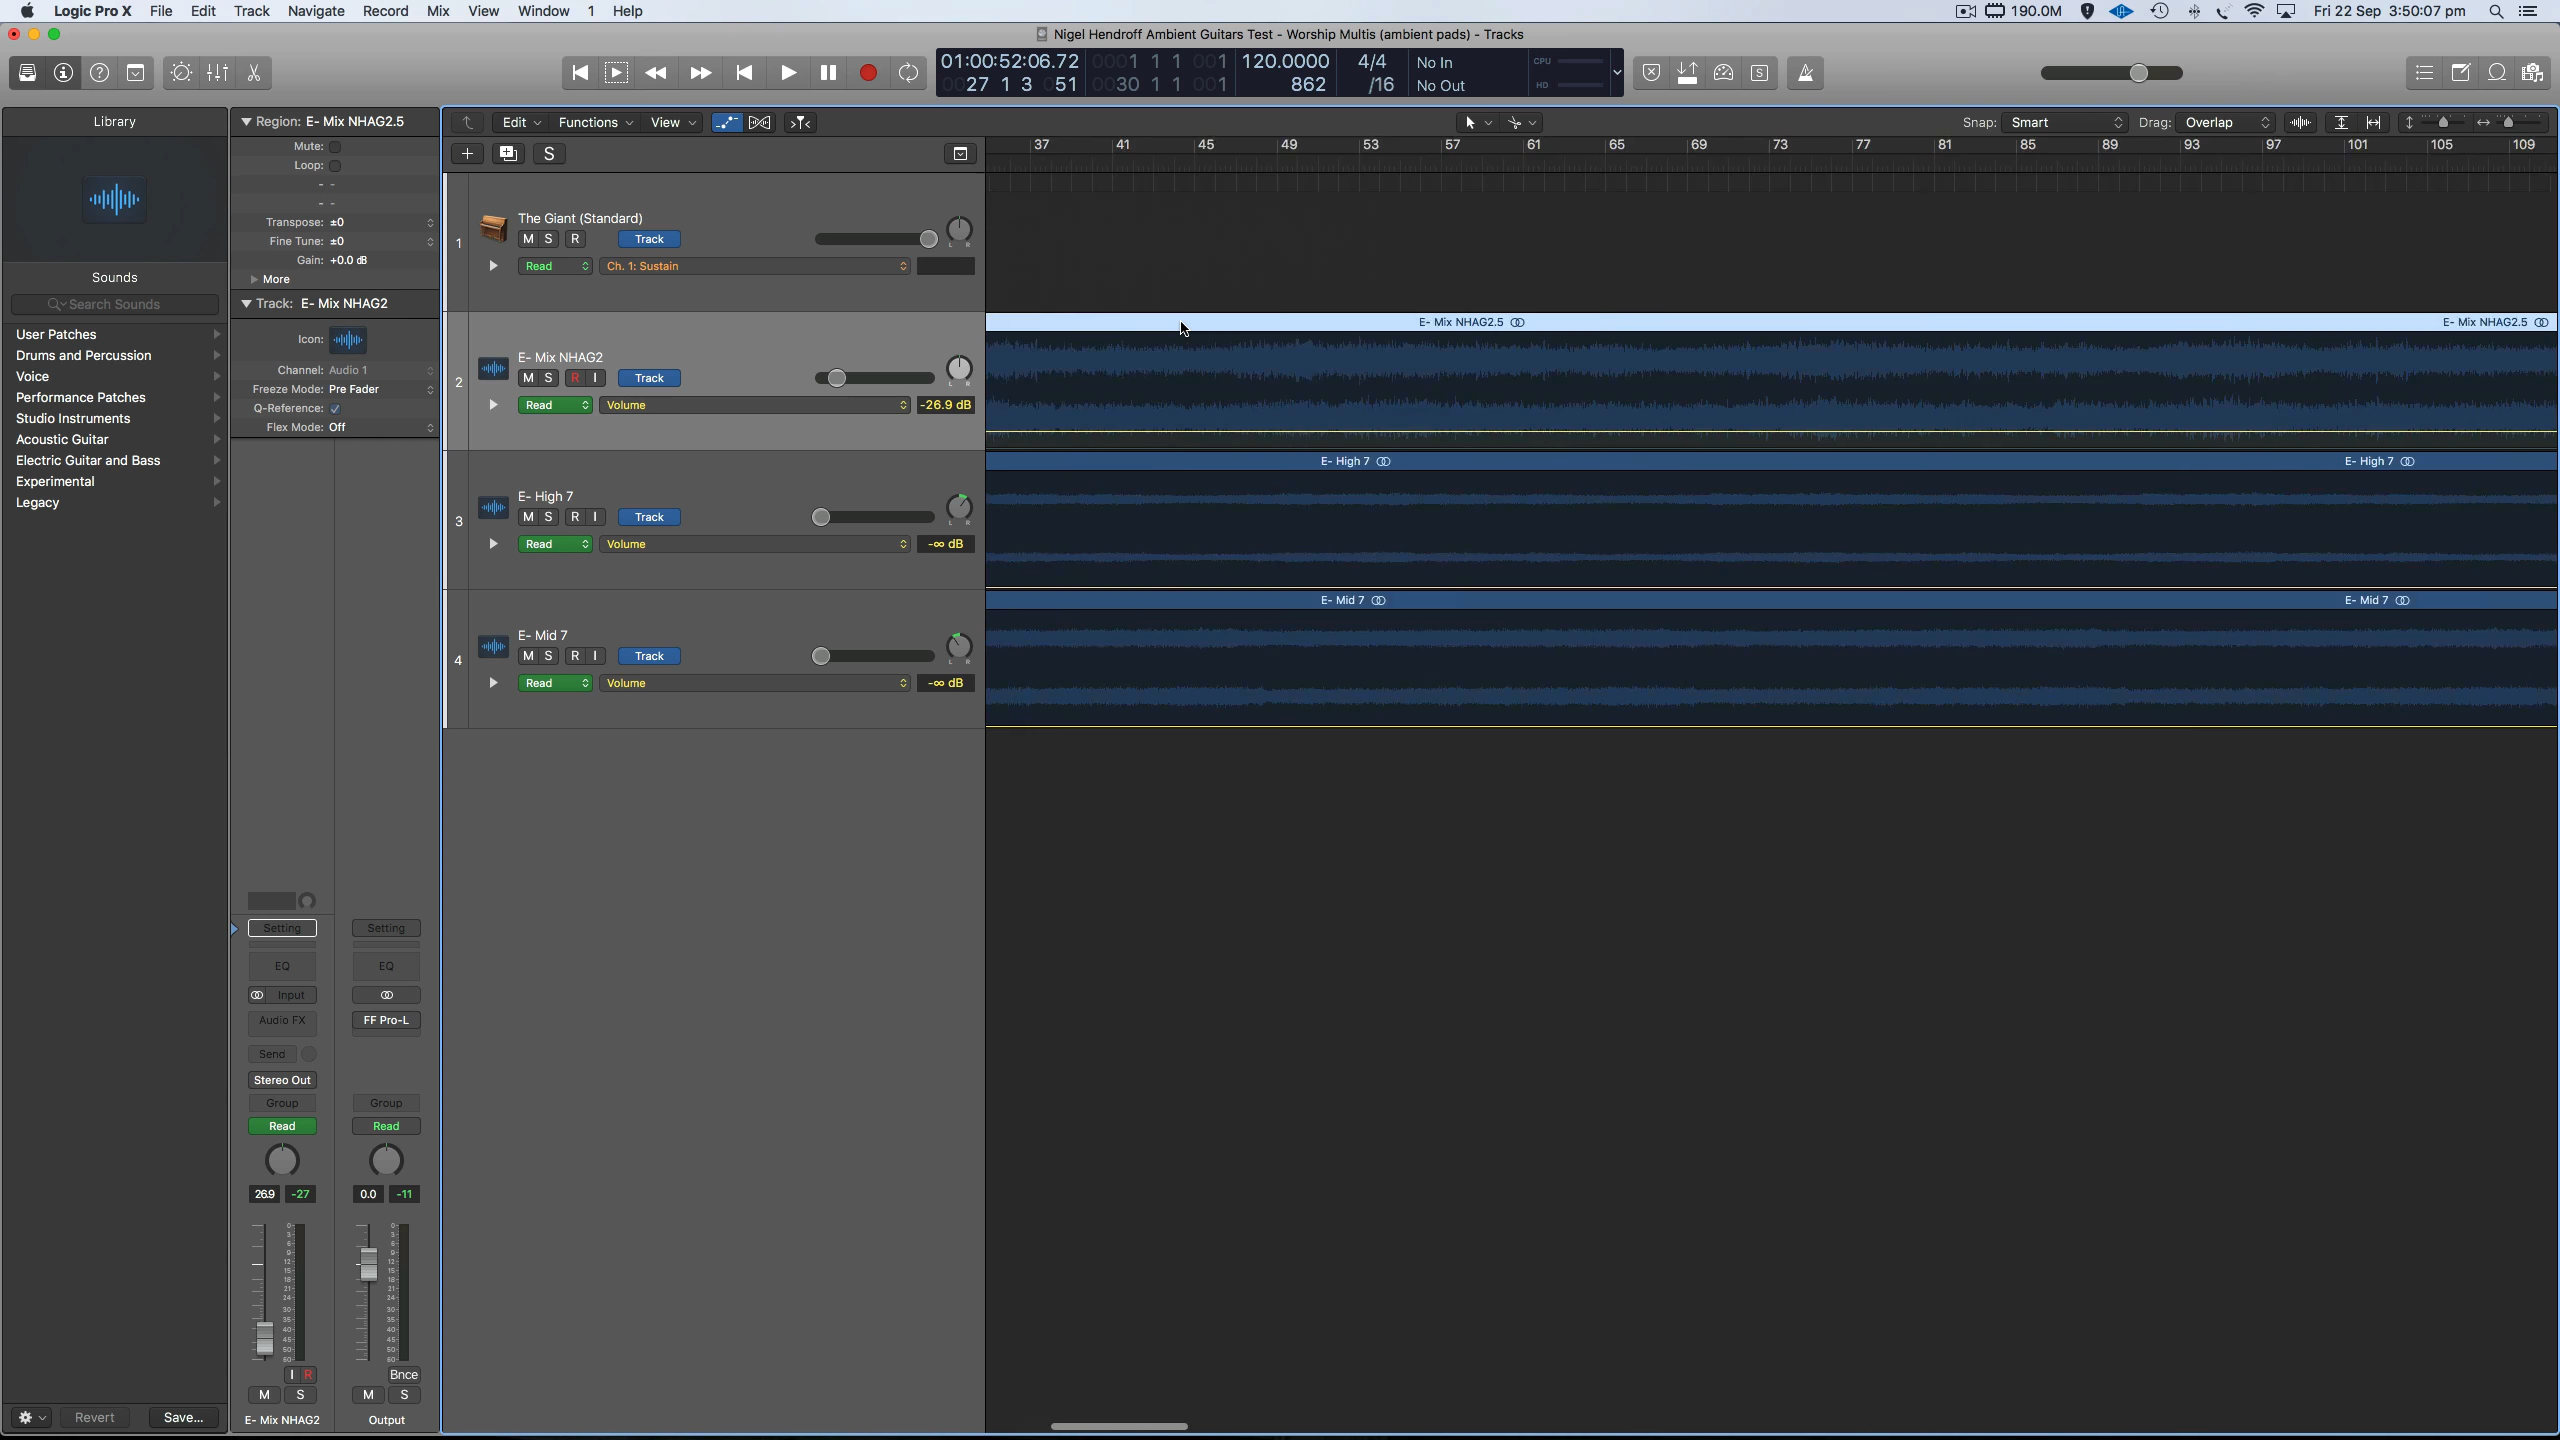 Logic Pro X File Edit Track Navigate Record Mix View Window 1 Help 190.0M Fri 22 Sep 3:50:07 pm
Nigel Hendroff Ambient Guitars Test - Worship Multis (ambient pads) - Tracks
01:00:52:06.72 0001 1 1 001 120.0000 4/4 No In CPU
0027 1 3 051 0030 1 1 001 862 /16 No Out HD
Library
Region: E- Mix NHAG2.5
Edit Functions View Snap: Smart Drag: Overlap
Mute:
Loop:
- -
- -
Transpose: ±0
Fine Tune: ±0
Gain: +0.0 dB
More
S
37 41 45 49 53 57 61 65 69 73 77 81 85 89 93 97 101 105 109
Sounds
Search Sounds
User Patches
Drums and Percussion
Voice
Performance Patches
Studio Instruments
Acoustic Guitar
Electric Guitar and Bass
Experimental
Legacy
Track: E- Mix NHAG2
Icon:
Channel: Audio 1
Freeze Mode: Pre Fader
Q-Reference:
Flex Mode: Off
1
The Giant (Standard)
M S R Track
L R
Read Ch. 1: Sustain
E- Mix NHAG2.5 E- Mix NHAG2.5
2
E- Mix NHAG2
M S R I Track
L R
Read Volume -26.9 dB
E- High 7 E- High 7
3
E- High 7
M S R I Track
L R
Read Volume -∞ dB
E- Mid 7 E- Mid 7
4
E- Mid 7
M S R I Track
L R
Read Volume -∞ dB
Setting Setting
EQ EQ
Input
Audio FX FF Pro-L
Send
Stereo Out
Group Group
Read Read
26.9 -27 0.0 -11
I R Bnce
M S M S
E- Mix NHAG2 Output
Revert Save...